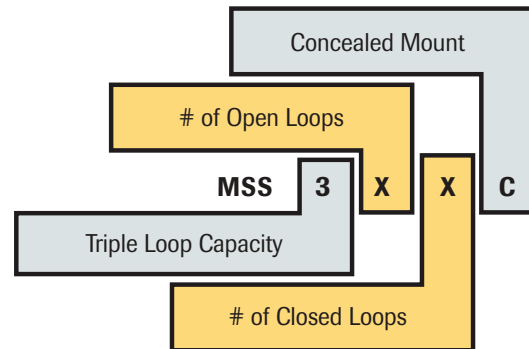 Concealed Mount
# of Open Loops
MSS 3 X X C
Triple Loop Capacity
# of Closed Loops